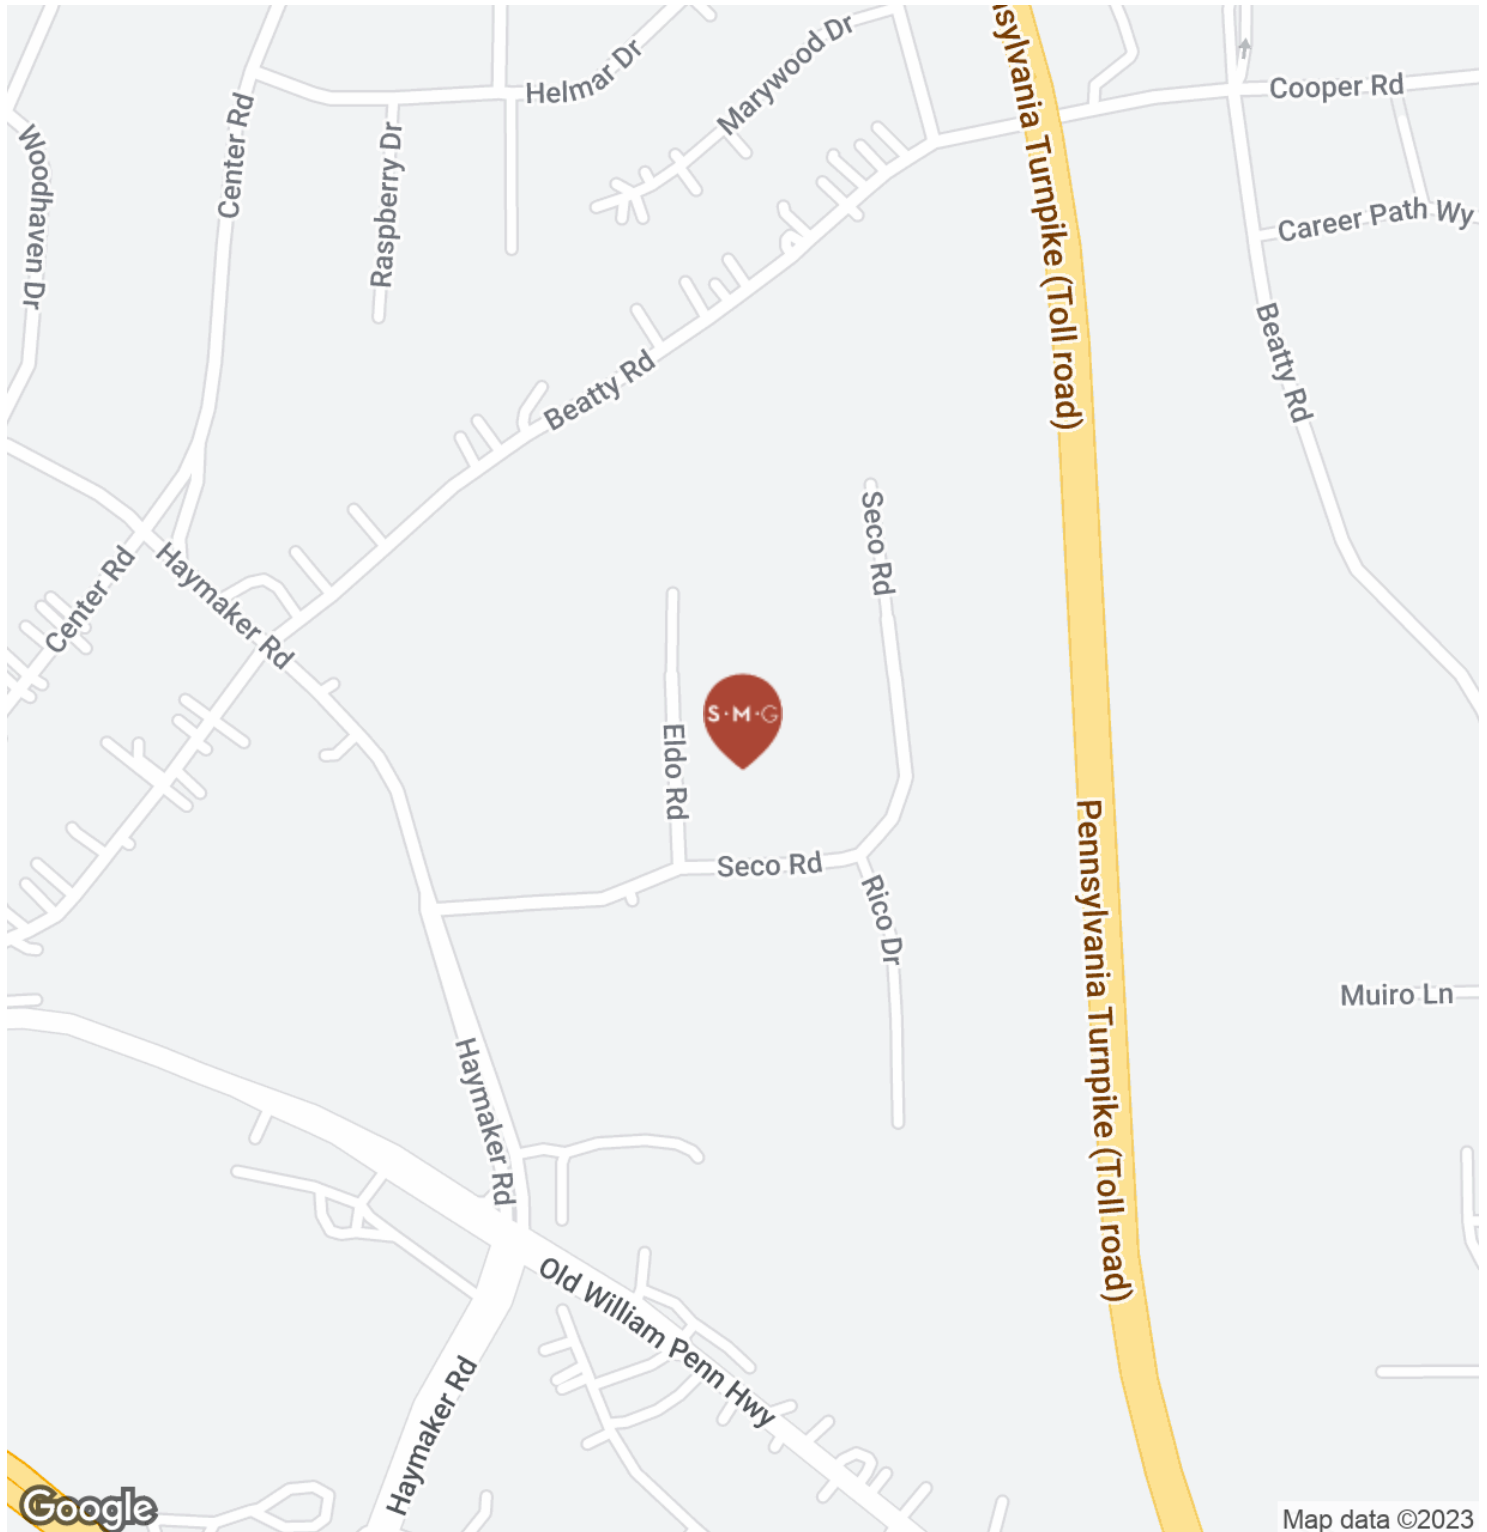 sylvania Turnpike (Toll road)
Helmar Dr
Marywood Dr
Cooper Rd
Center Rd
Raspberry Dr
Woodhaven Dr
Career Path Wy
Beatty Rd
Beatty Rd
Seco Rd
Center Rd
Haymaker Rd
S·M·G
Eldo Rd
Seco Rd
Rico Dr
Pennsylvania Turnpike (Toll road)
Muiro Ln
Haymaker Rd
Old William Penn Hwy
Haymaker Rd
Google
Map data ©2023